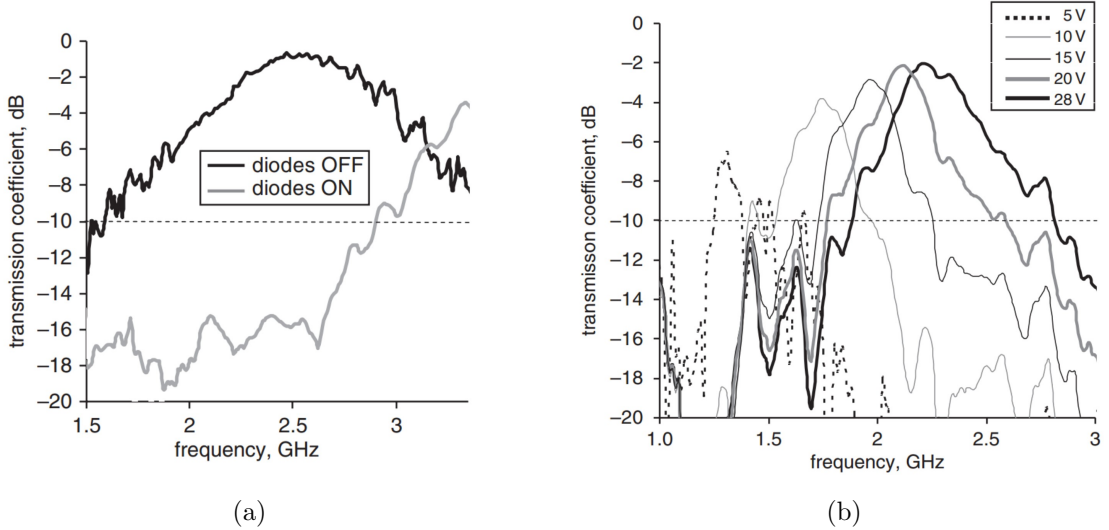 0
−2
−4
−6
−8
−10
−12
−14
−16
−18
−20
transmission coefficient, dB
diodes OFF
diodes ON
1.5
2
2.5
3
frequency, GHz
(a)
0
−2
−4
−6
−8
−10
−12
−14
−16
−18
−20
transmisson coefficient, dB
5 V
10 V
15 V
20 V
28 V
1.0
1.5
2
2.5
3
frequency, GHz
(b)